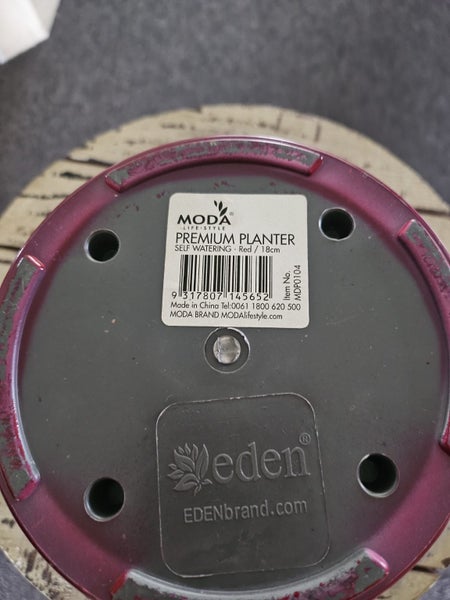 MODA®
LIFE·STYLE
PREMIUM PLANTER
SELF WATERING - Red / 18cm
9 317807 145652
Item No.
MDP0104
Made in China Tel:0061 1800 620 500
MODA BRAND MODAlifestyle.com
eden®
EDENbrand.com